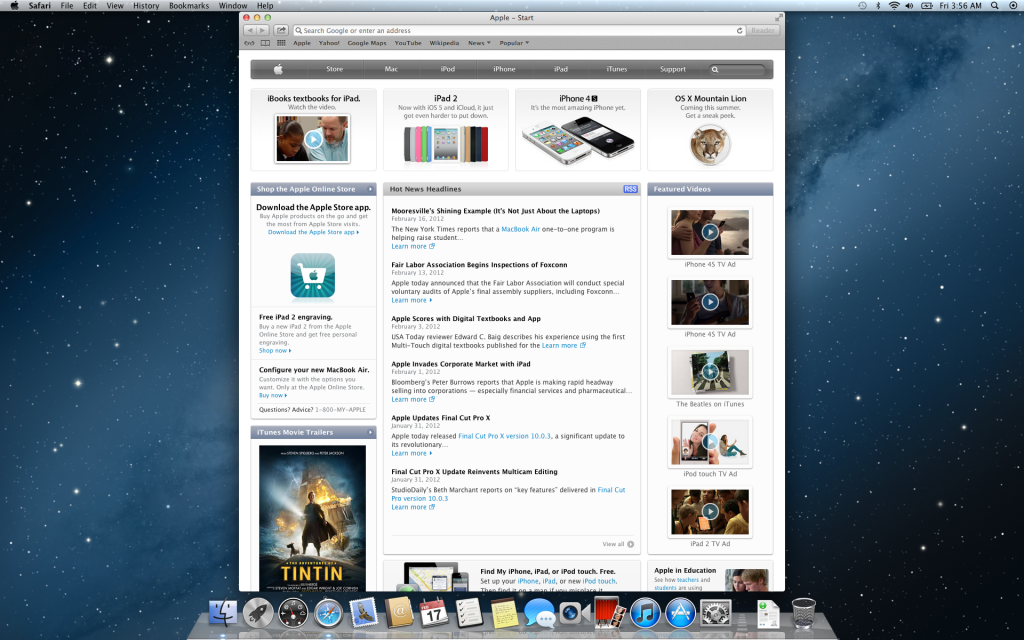 Safari File Edit View History Bookmarks Window Help
Fri 3:56 AM
Apple – Start
Search Google or enter an address
Reader
Apple Yahoo! Google Maps YouTube Wikipedia News Popular
Store Mac iPod iPhone iPad iTunes Support
iBooks textbooks for iPad.
Watch the video.
iPad 2
Now with iOS 5 and iCloud, it just
got even harder to put down.
iPhone 4S
It's the most amazing iPhone yet.
OS X Mountain Lion
Coming this summer.
Get a sneak peek.
Shop the Apple Online Store
Download the Apple Store app.
Buy Apple products on the go and get
the most from Apple Store visits.
Download the Apple Store app
Free iPad 2 engraving.
Buy a new iPad 2 from the Apple
Online Store and get free personal
engraving.
Shop now
Configure your new MacBook Air.
Customize it with the options you
want. Only at the Apple Online Store.
Buy now
Questions? Advice? 1-800-MY-APPLE
iTunes Movie Trailers
FROM STEVEN SPIELBERG AND PETER JACKSON
THE ADVENTURES OF
TINTIN
Hot News Headlines
RSS
Mooresville's Shining Example (It's Not Just About the Laptops)
February 16, 2012
The New York Times reports that a MacBook Air one-to-one program is
helping raise student...
Learn more
Fair Labor Association Begins Inspections of Foxconn
February 13, 2012
Apple today announced that the Fair Labor Association will conduct special
voluntary audits of Apple's final assembly suppliers, including Foxconn...
Learn more
Apple Scores with Digital Textbooks and App
February 3, 2012
USA Today reviewer Edward C. Baig describes his experience using the first
Multi-Touch digital textbooks published for the Learn more
Apple Invades Corporate Market with iPad
February 1, 2012
Bloomberg's Peter Burrows reports that Apple is making rapid headway
selling into corporations — especially financial services and pharmaceutical...
Learn more
Apple Updates Final Cut Pro X
January 31, 2012
Apple today released Final Cut Pro X version 10.0.3, a significant update to
its revolutionary...
Learn more
Final Cut Pro X Update Reinvents Multicam Editing
January 31, 2012
StudioDaily's Beth Marchant reports on “key features” delivered in Final Cut
Pro version 10.0.3
Learn more
View all
Find My iPhone, iPad, or iPod touch. Free.
Set up your iPhone, iPad, or new iPod touch.
Then find it on a map if you misplace it.
Featured Videos
iPhone 4S TV Ad
iPhone 4S TV Ad
The Beatles on iTunes
iPod touch TV Ad
iPad 2 TV Ad
Apple in Education
See how teachers and
students are using
17